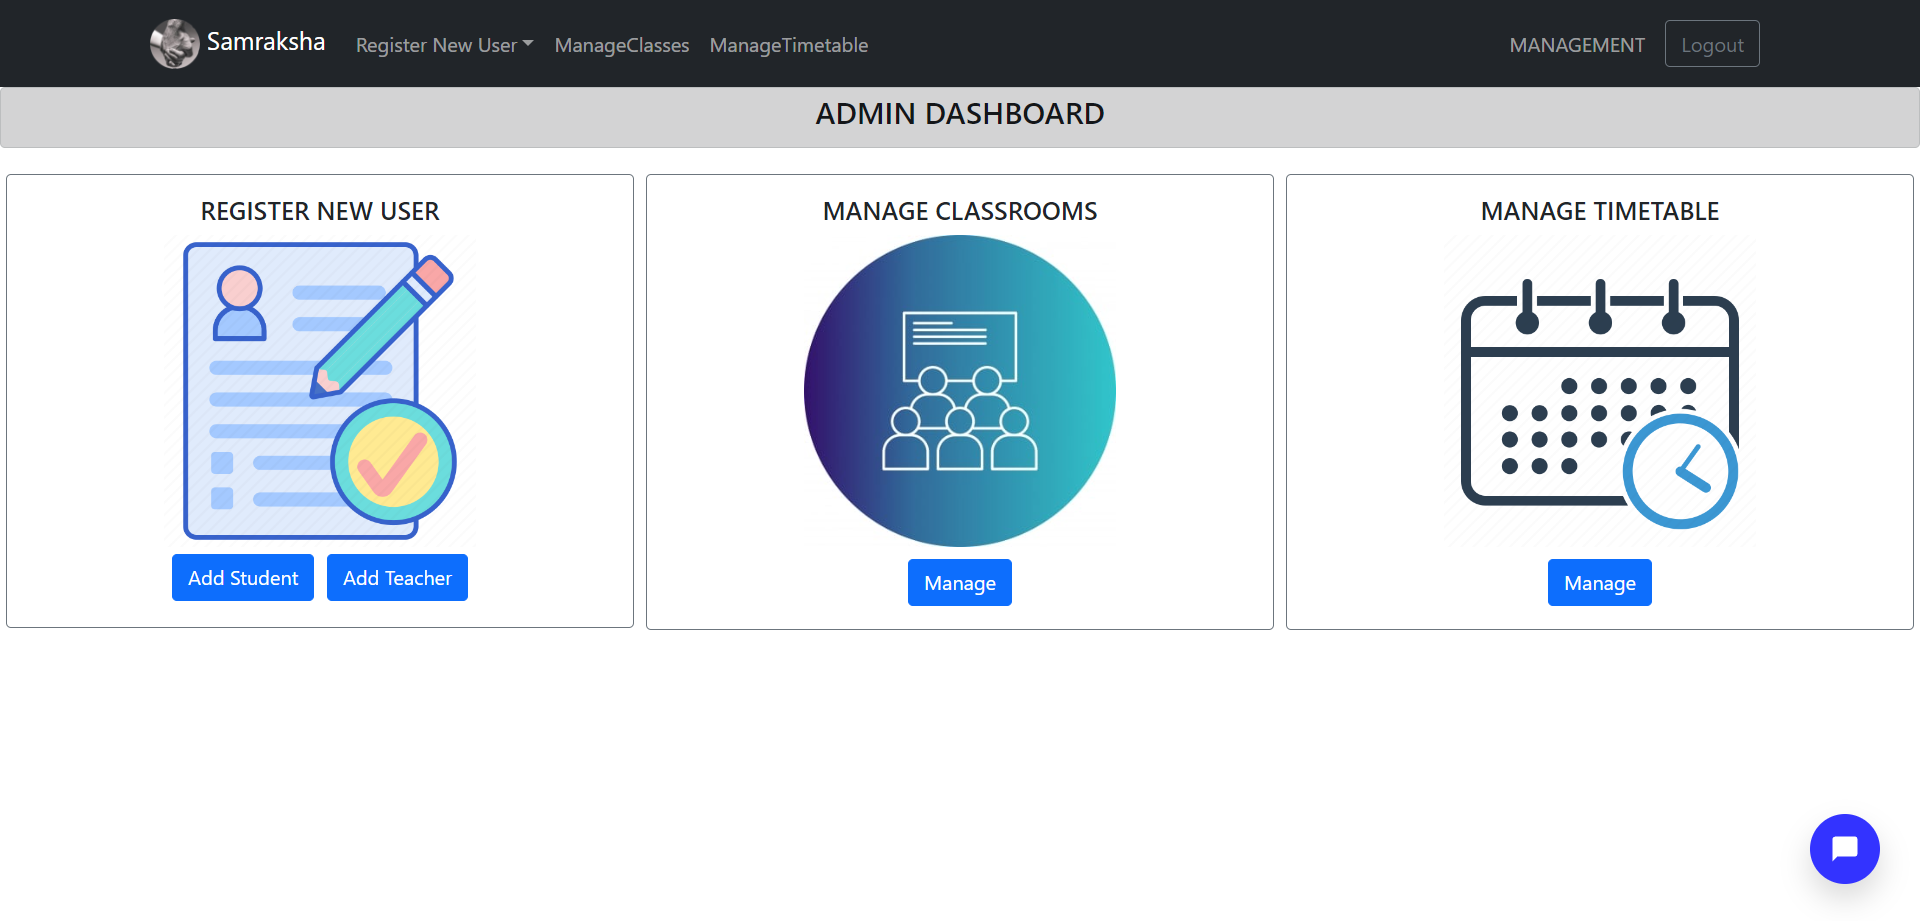 Samraksha Register New User ManageClasses ManageTimetable MANAGEMENT Logout
ADMIN DASHBOARD
REGISTER NEW USER
Add Student Add Teacher
MANAGE CLASSROOMS
Manage
MANAGE TIMETABLE
Manage